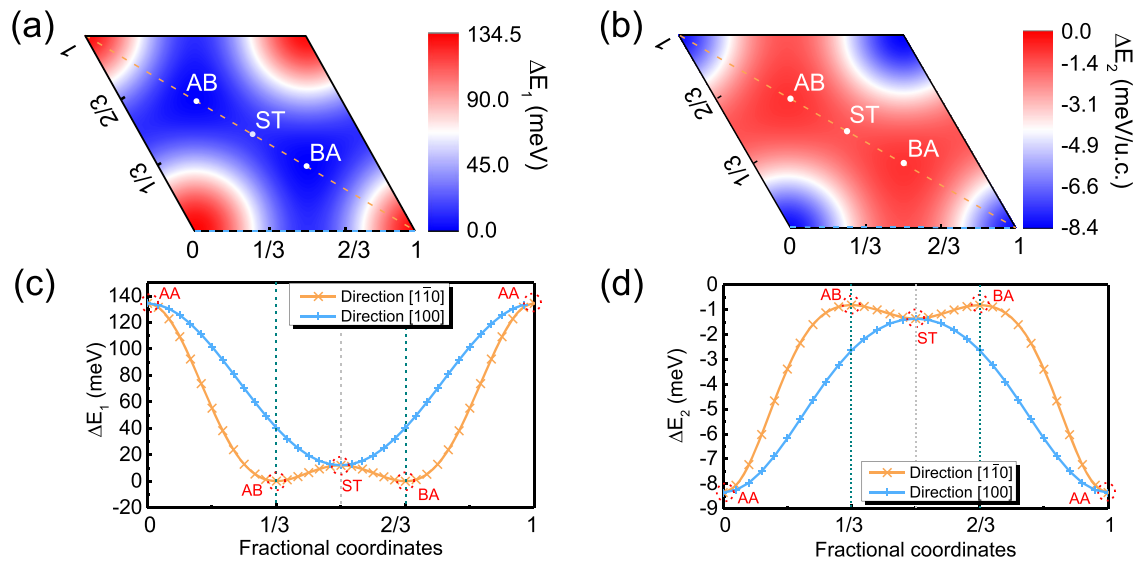 (a)
1
2/3
1/3
AB
ST
BA
0
1/3
2/3
1
134.5
90.0
45.0
0.0
ΔE₁ (meV)
(b)
1
2/3
1/3
AB
ST
BA
0
1/3
2/3
1
0.0
-1.4
-3.1
-4.9
-6.6
-8.4
ΔE₂ (meV/u.c.)
(c)
140
120
100
80
60
40
20
0
-20
ΔE₁ (meV)
AA
AA
Direction [11̄0]
Direction [100]
AB
ST
BA
0
1/3
2/3
1
Fractional coordinates
(d)
0
-1
-2
-3
-4
-5
-6
-7
-8
-9
ΔE₂ (meV)
AB
BA
ST
Direction [11̄0]
Direction [100]
AA
AA
0
1/3
2/3
1
Fractional coordinates